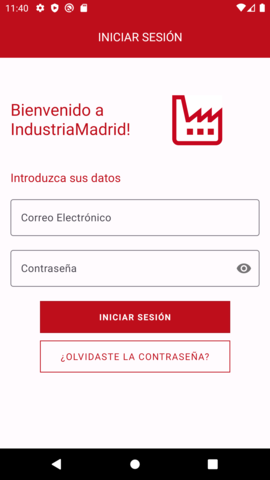 11:40
INICIAR SESIÓN
Bienvenido a
IndustriaMadrid!
Introduzca sus datos
Correo Electrónico
Contraseña
INICIAR SESIÓN
¿OLVIDASTE LA CONTRASEÑA?